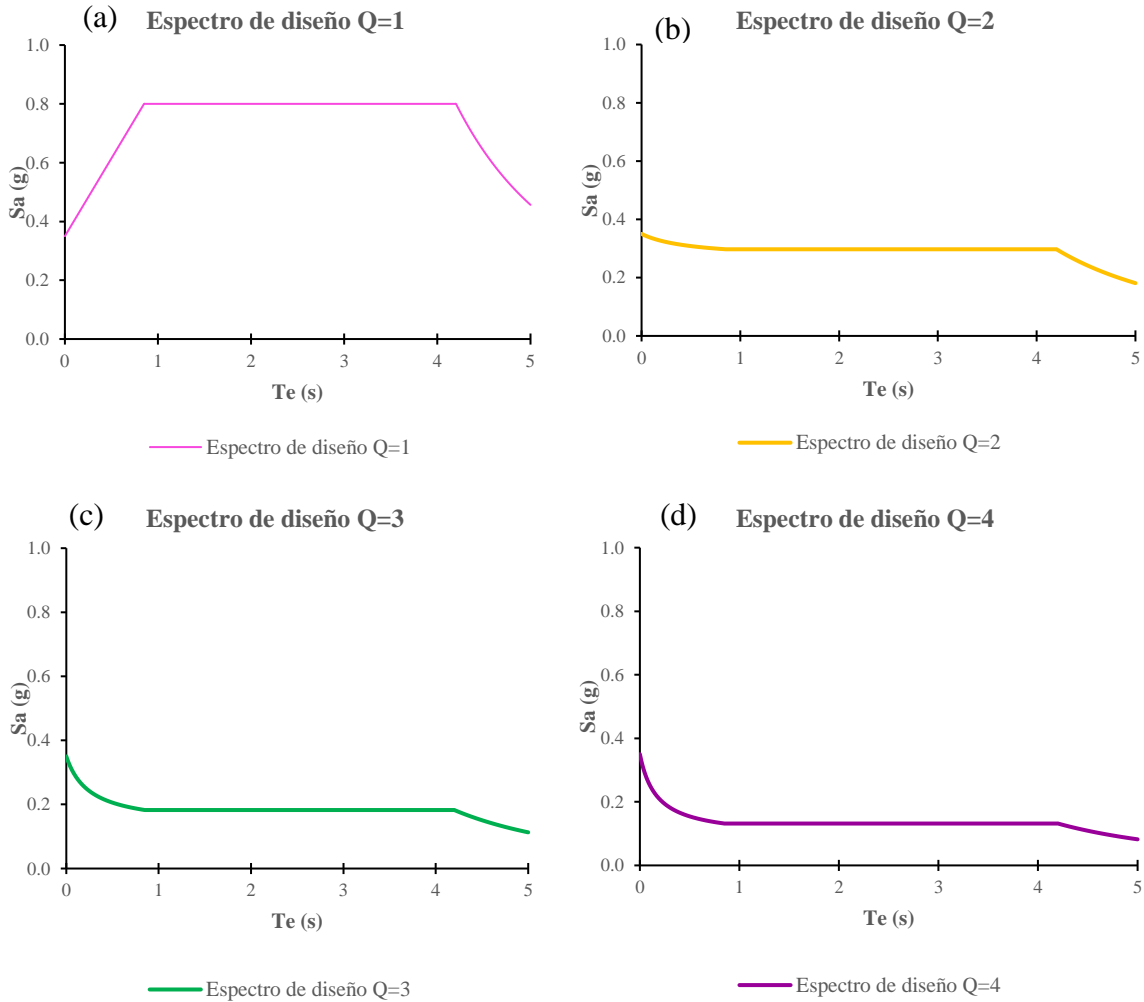 (a) Espectro de diseño Q=1
1.0
0.8
0.6
0.4
0.2
0.0
Sa (g)
0 1 2 3 4 5
Te (s)
Espectro de diseño Q=1
(b) Espectro de diseño Q=2
1.0
0.8
0.6
0.4
0.2
0.0
Sa (g)
0 1 2 3 4 5
Te (s)
Espectro de diseño Q=2
(c) Espectro de diseño Q=3
1.0
0.8
0.6
0.4
0.2
0.0
Sa (g)
0 1 2 3 4 5
Te (s)
Espectro de diseño Q=3
(d) Espectro de diseño Q=4
1.0
0.8
0.6
0.4
0.2
0.0
Sa (g)
0 1 2 3 4 5
Te (s)
Espectro de diseño Q=4